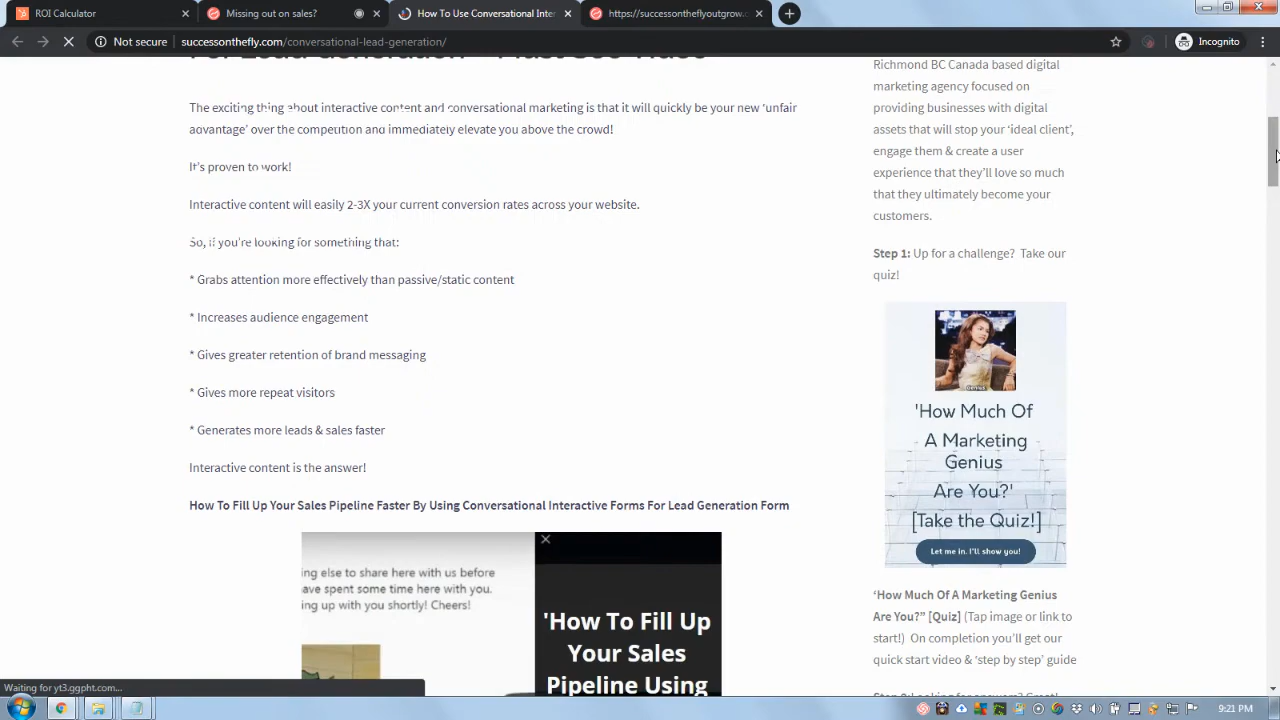 ROI Calculator
Missing out on sales?
How To Use Conversational Inter
https://successontheflyoutgrow.c
Not secure
successonthefly.com/conversational-lead-generation/
Incognito
For Lead Generation – Must See Video
The exciting thing about interactive content and conversational marketing is that it will quickly be your new ‘unfair
advantage’ over the competition and immediately elevate you above the crowd!
It’s proven to work!
Interactive content will easily 2-3X your current conversion rates across your website.
So, if you’re looking for something that:
* Grabs attention more effectively than passive/static content
* Increases audience engagement
* Gives greater retention of brand messaging
* Gives more repeat visitors
* Generates more leads & sales faster
Interactive content is the answer!
How To Fill Up Your Sales Pipeline Faster By Using Conversational Interactive Forms For Lead Generation Form
ing else to share here with us before
ave spent some time here with you.
ing up with you shortly! Cheers!
'How To Fill Up
Your Sales
Pipeline Using
Richmond BC Canada based digital
marketing agency focused on
providing businesses with digital
assets that will stop your ‘ideal client’,
engage them & create a user
experience that they’ll love so much
that they ultimately become your
customers.
Step 1: Up for a challenge? Take our
quiz!
Genius
'How Much Of
A Marketing
Genius
Are You?'
[Take the Quiz!]
Let me in. I'll show you!
‘How Much Of A Marketing Genius
Are You?” [Quiz] (Tap image or link to
start!) On completion you’ll get our
quick start video & ‘step by step’ guide
Waiting for yt3.ggpht.com...
9:21 PM